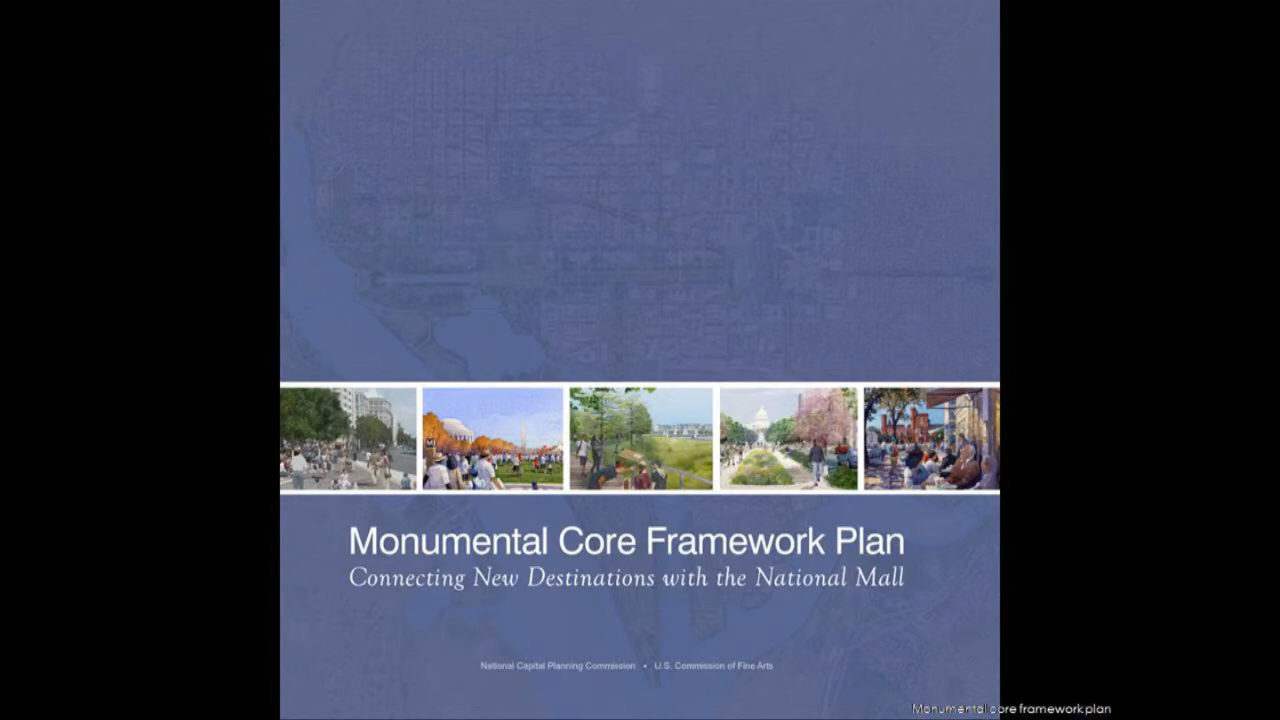 Monumental Core Framework Plan
Connecting New Destinations with the National Mall
National Capital Planning Commission • U.S. Commission of Fine Arts
Monumental core framework plan